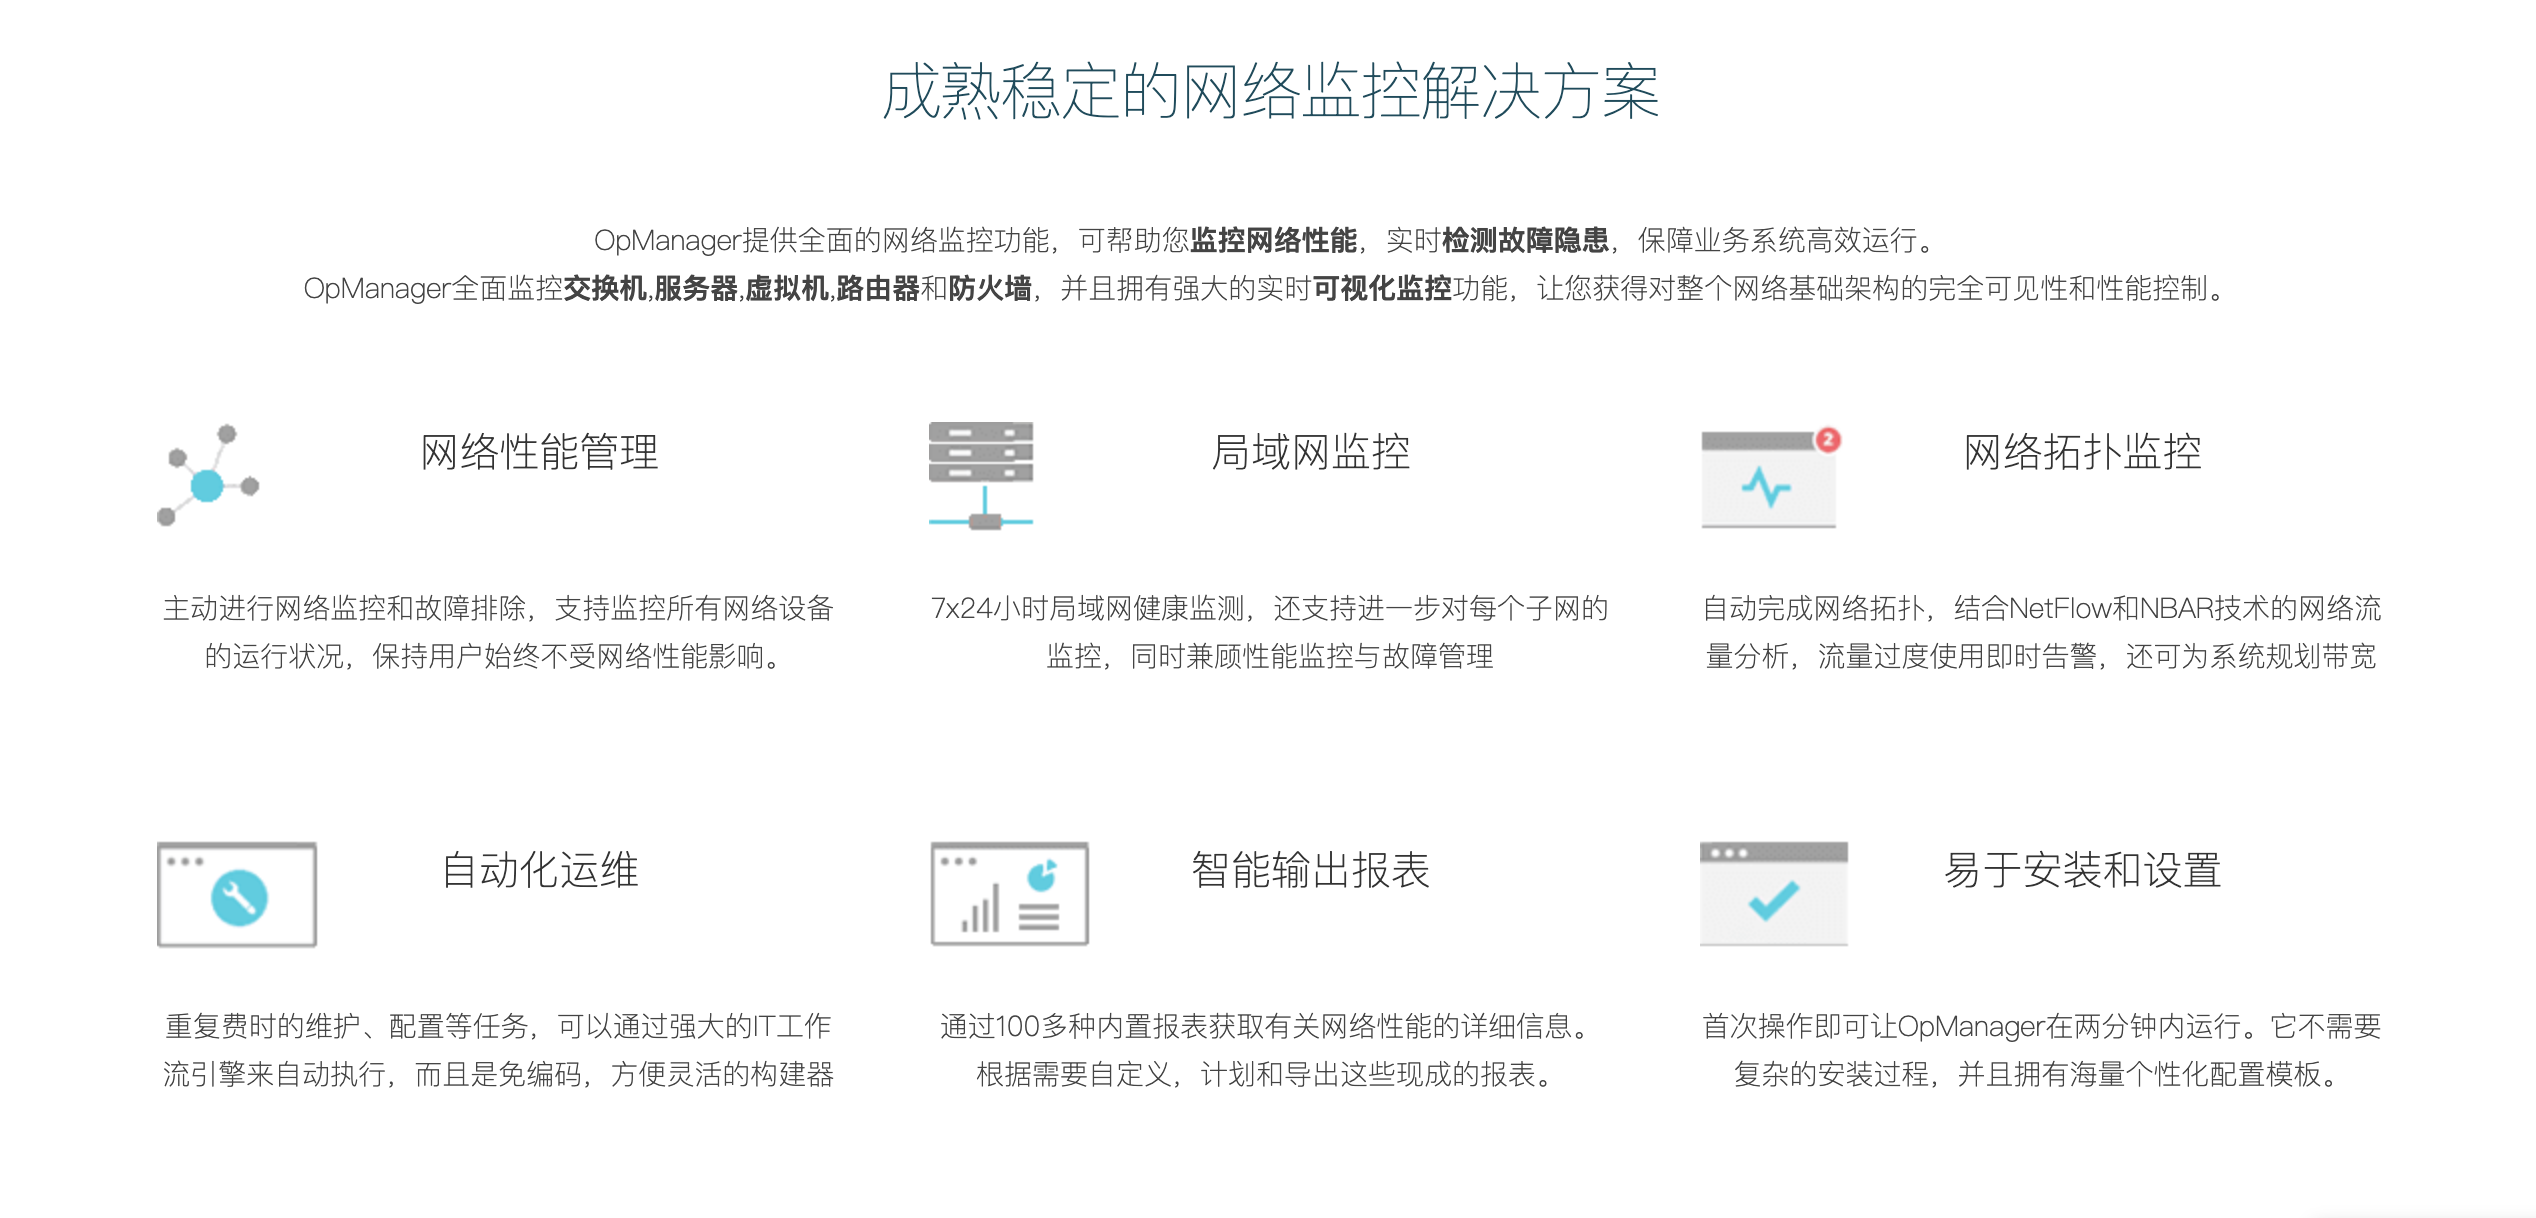 成熟稳定的网络监控解决方案
OpManager提供全面的网络监控功能，可帮助您监控网络性能，实时检测故障隐患，保障业务系统高效运行。
OpManager全面监控交换机,服务器,虚拟机,路由器和防火墙，并且拥有强大的实时可视化监控功能，让您获得对整个网络基础架构的完全可见性和性能控制。
网络性能管理
主动进行网络监控和故障排除，支持监控所有网络设备
的运行状况，保持用户始终不受网络性能影响。
局域网监控
7x24小时局域网健康监测，还支持进一步对每个子网的
监控，同时兼顾性能监控与故障管理
2
网络拓扑监控
自动完成网络拓扑，结合NetFlow和NBAR技术的网络流
量分析，流量过度使用即时告警，还可为系统规划带宽
自动化运维
重复费时的维护、配置等任务，可以通过强大的IT工作
流引擎来自动执行，而且是免编码，方便灵活的构建器
智能输出报表
通过100多种内置报表获取有关网络性能的详细信息。
根据需要自定义，计划和导出这些现成的报表。
易于安装和设置
首次操作即可让OpManager在两分钟内运行。它不需要
复杂的安装过程，并且拥有海量个性化配置模板。